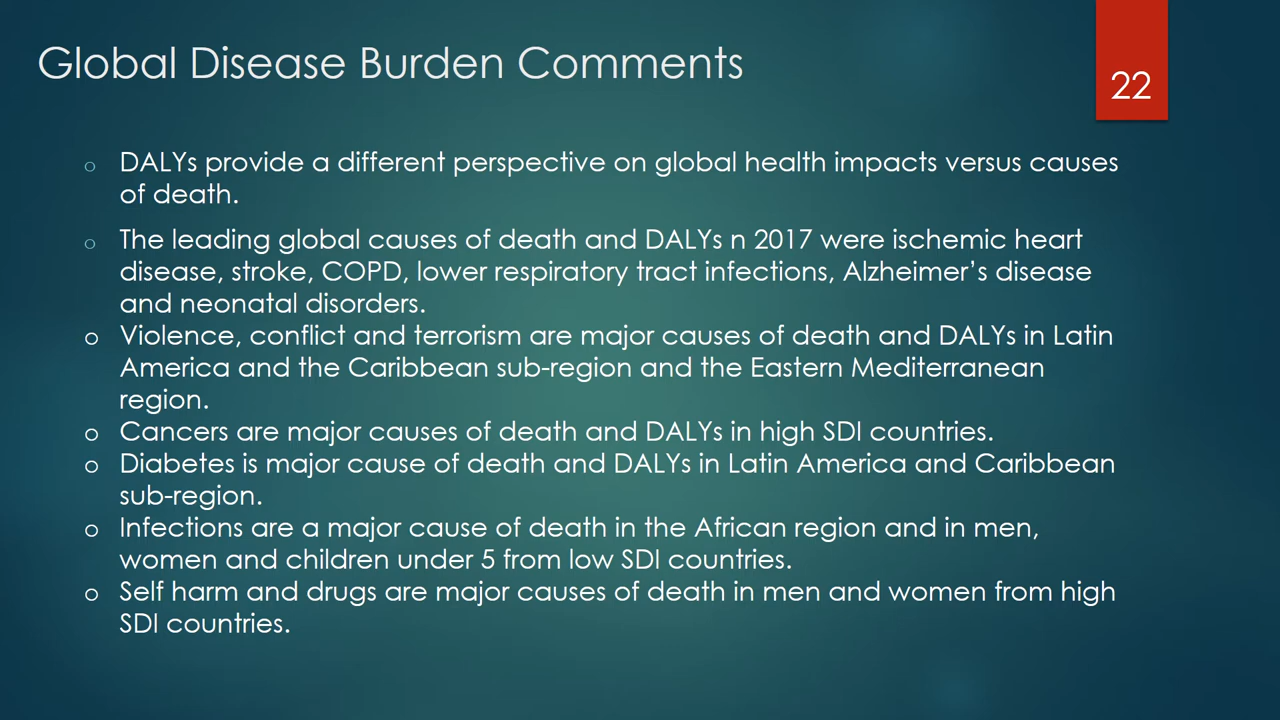 Global Disease Burden Comments
22
o DALYs provide a different perspective on global health impacts versus causes
of death.
o The leading global causes of death and DALYs n 2017 were ischemic heart
disease, stroke, COPD, lower respiratory tract infections, Alzheimer’s disease
and neonatal disorders.
o Violence, conflict and terrorism are major causes of death and DALYs in Latin
America and the Caribbean sub-region and the Eastern Mediterranean
region.
o Cancers are major causes of death and DALYs in high SDI countries.
o Diabetes is major cause of death and DALYs in Latin America and Caribbean
sub-region.
o Infections are a major cause of death in the African region and in men,
women and children under 5 from low SDI countries.
o Self harm and drugs are major causes of death in men and women from high
SDI countries.